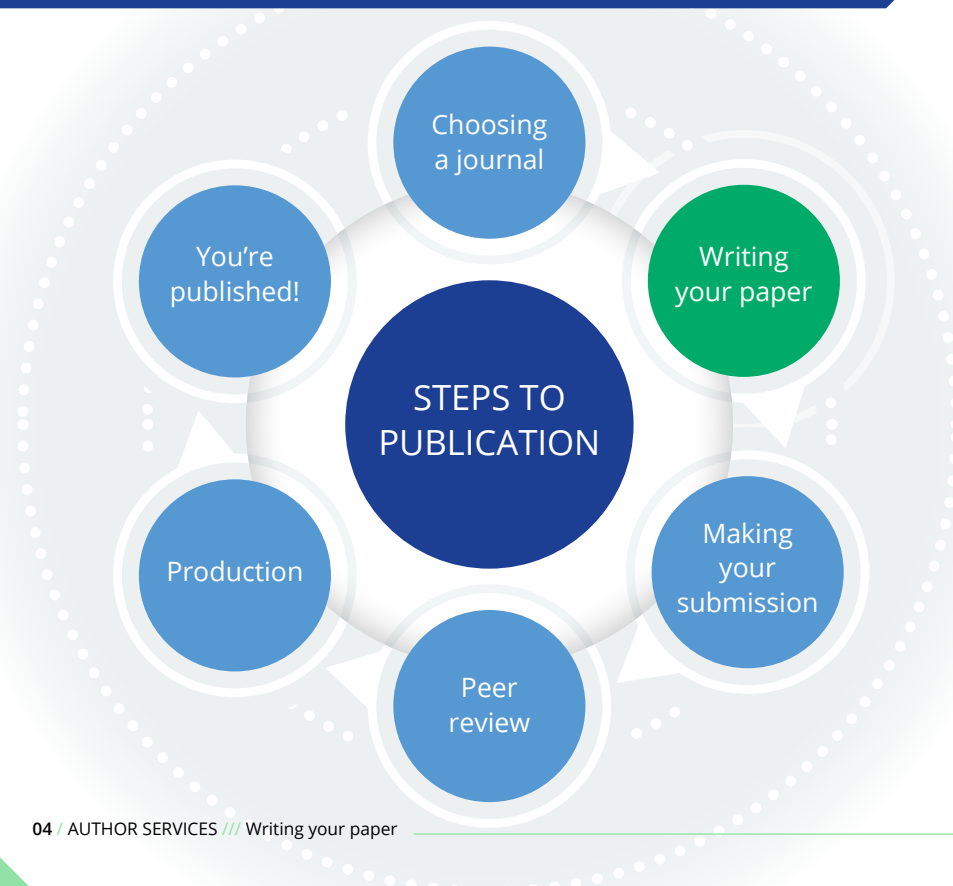 Choosing
a journal
Writing
your paper
Making
your
submission
Peer
review
Production
You're
published!
STEPS TO
PUBLICATION
04 / AUTHOR SERVICES /// Writing your paper